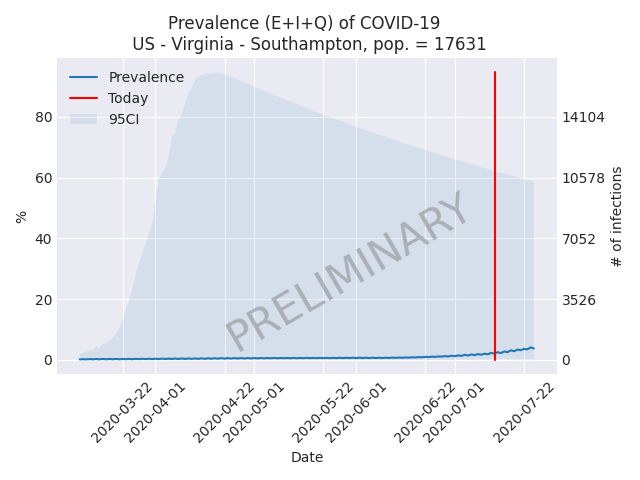 Prevalence (E+I+Q) of COVID-19
US - Virginia - Southampton, pop. = 17631
Prevalence
Today
95CI
80
60
40
20
0
%
14104
10578
7052
3526
0
# of infections
PRELIMINARY
2020-03-22
2020-04-01
2020-04-22
2020-05-01
2020-05-22
2020-06-01
2020-06-22
2020-07-01
2020-07-22
Date